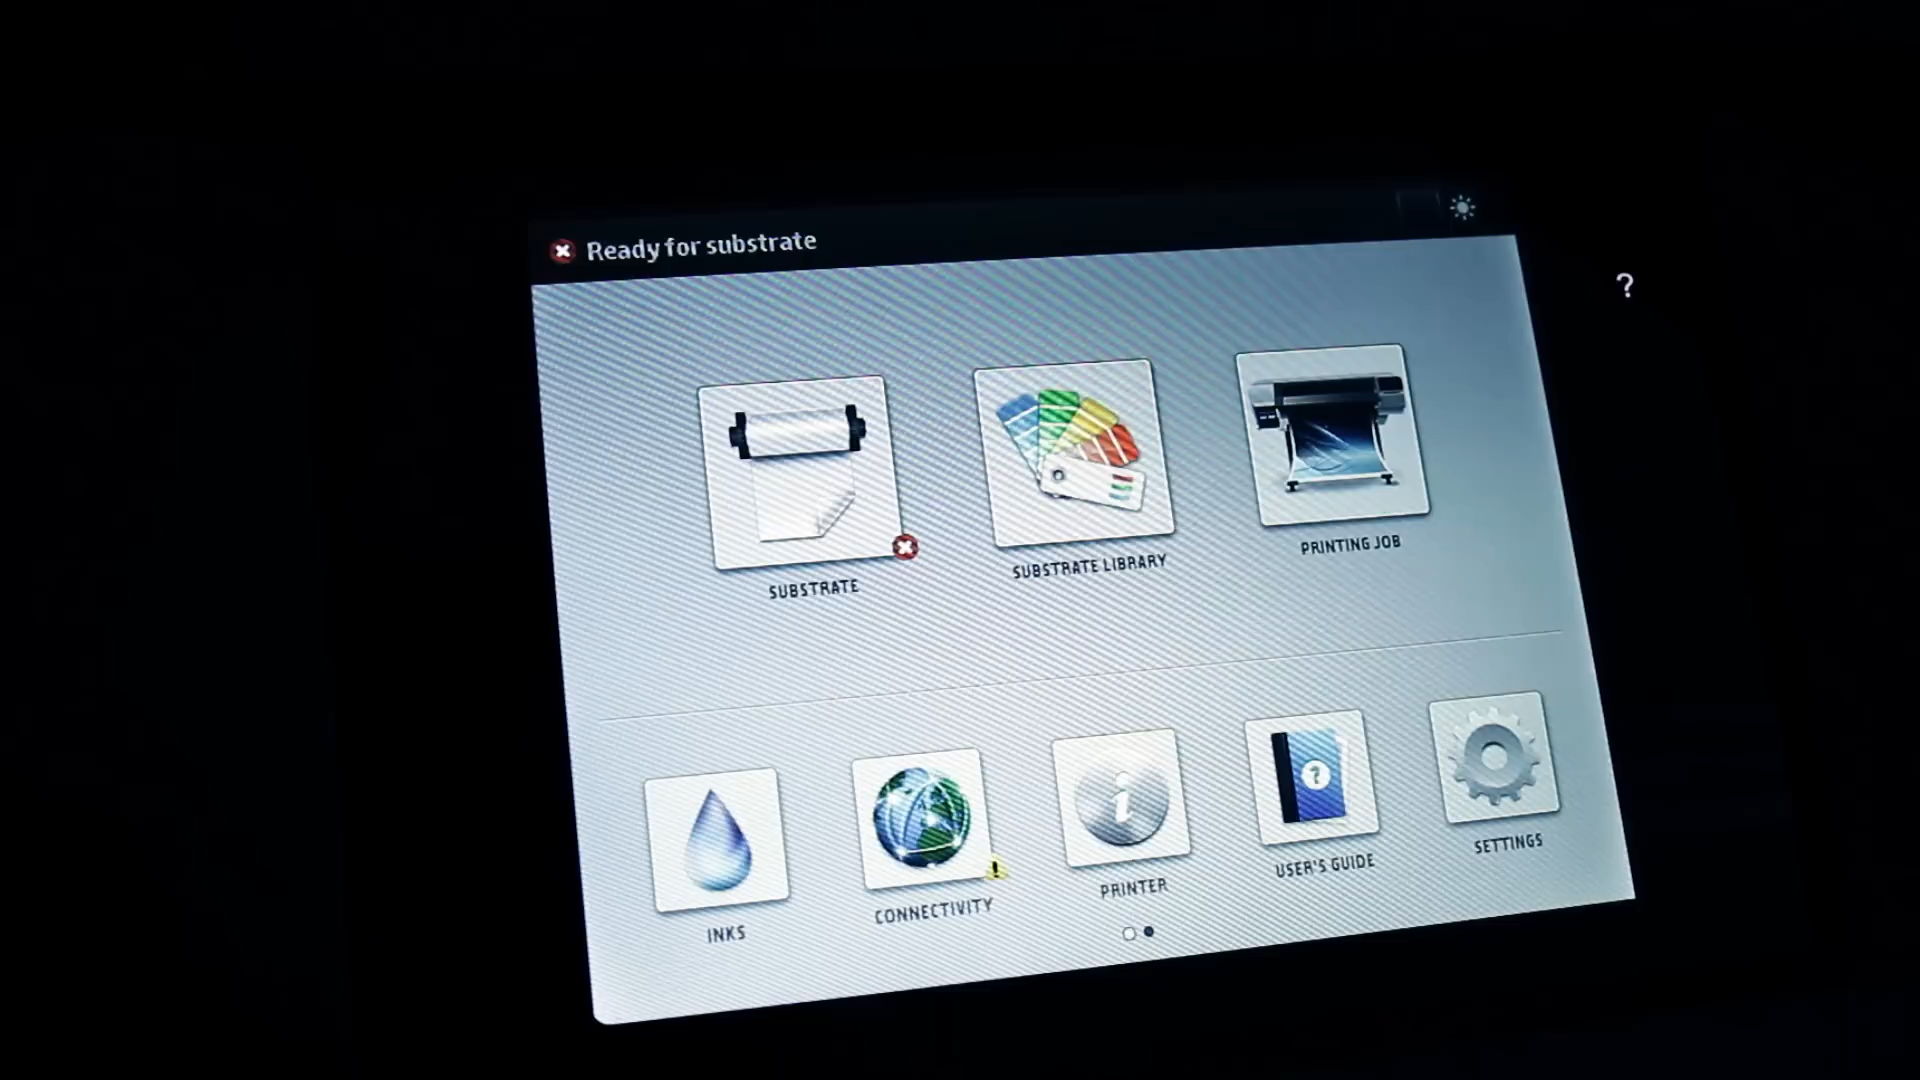 Ready for substrate
?
SUBSTRATE
SUBSTRATE LIBRARY
PRINTING JOB
i
?
INKS
CONNECTIVITY
!
PRINTER
USER'S GUIDE
SETTINGS